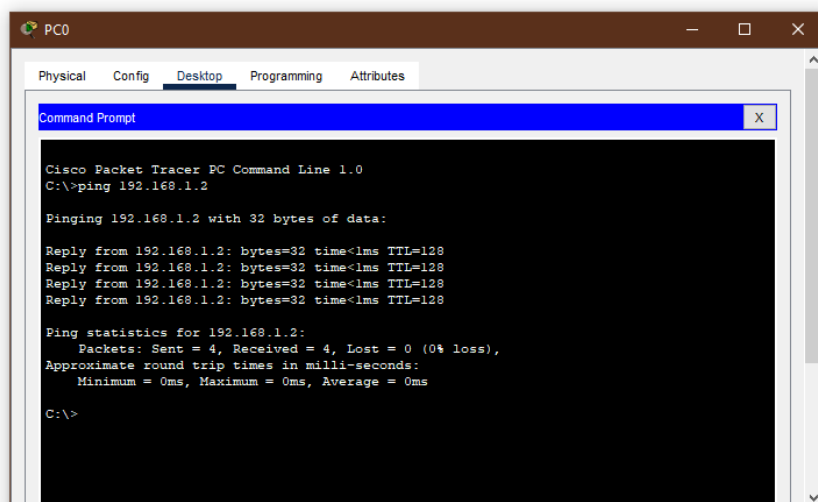 PC0
Physical Config Desktop Programming Attributes
Command Prompt X
Cisco Packet Tracer PC Command Line 1.0
C:\>ping 192.168.1.2
Pinging 192.168.1.2 with 32 bytes of data:
Reply from 192.168.1.2: bytes=32 time<1ms TTL=128
Reply from 192.168.1.2: bytes=32 time<1ms TTL=128
Reply from 192.168.1.2: bytes=32 time<1ms TTL=128
Reply from 192.168.1.2: bytes=32 time<1ms TTL=128
Ping statistics for 192.168.1.2:
Packets: Sent = 4, Received = 4, Lost = 0 (0% loss),
Approximate round trip times in milli-seconds:
Minimum = 0ms, Maximum = 0ms, Average = 0ms
C:\>